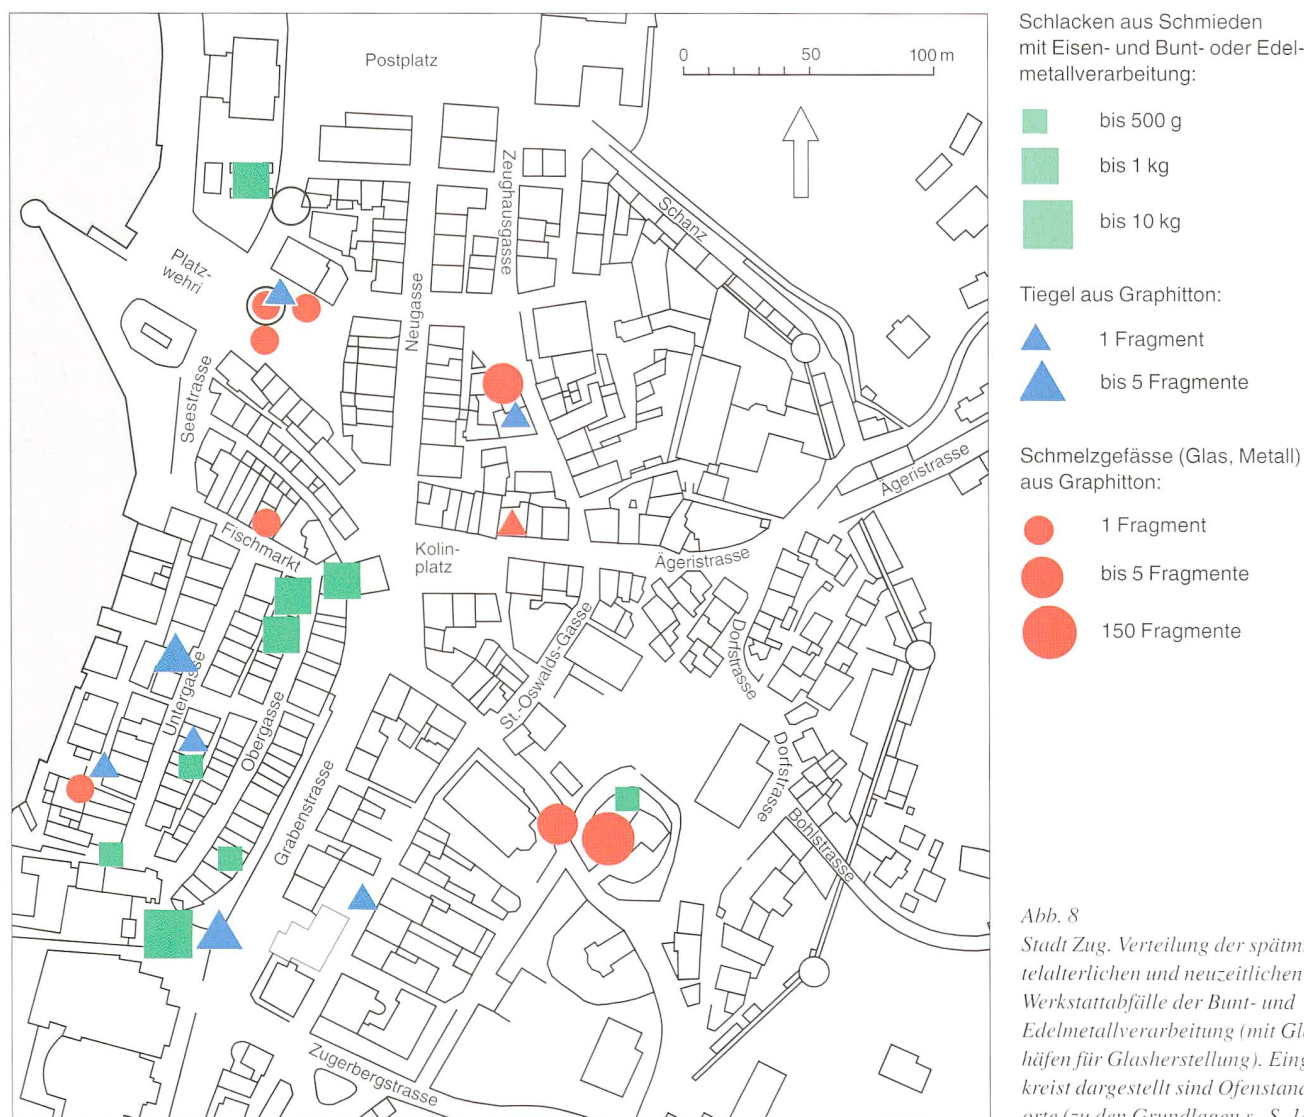 Postplatz
0 50 100 m
Zeughausgasse
Schanz
Platz-
wehri
Neugasse
Seestrasse
Ägeristrasse
Fischmarkt
Kolin-
platz
Ägeristrasse
St.-Oswalds-Gasse
Dorfstrasse
Untergasse
Obergasse
Dorfstrasse
Grabenstrasse
Bohlstrasse
Zugerbergstrasse
Schlacken aus Schmieden
mit Eisen- und Bunt- oder Edel-
metallverarbeitung:
bis 500 g
bis 1 kg
bis 10 kg
Tiegel aus Graphitton:
1 Fragment
bis 5 Fragmente
Schmelzgefässe (Glas, Metall)
aus Graphitton:
1 Fragment
bis 5 Fragmente
150 Fragmente
Abb. 8
Stadt Zug. Verteilung der
telalterlichen und neuzeitlichen
Werkstattabfälle der Bunt- und
Edelmetallverarbeitung (mit
häfen für Glasherstellung).
kreist dargestellt sind
orte (zu den Grundlagen s. S.